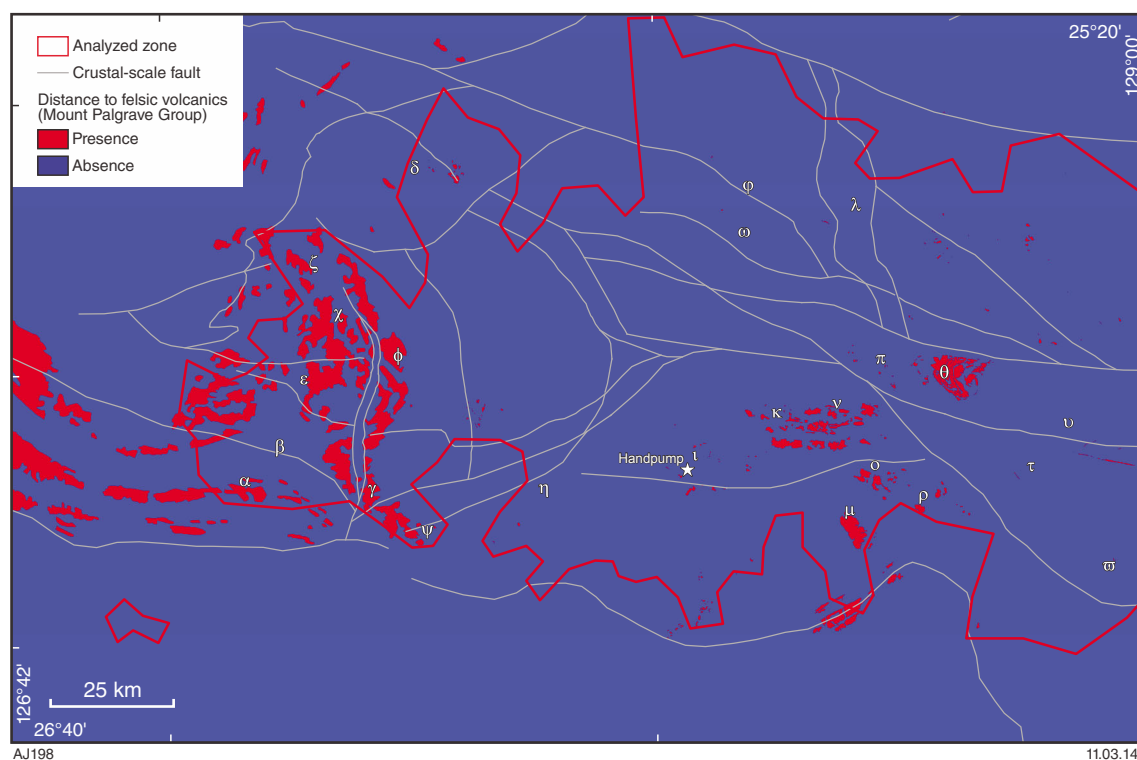 Analyzed zone
Crustal-scale fault
Distance to felsic volcanics
(Mount Palgrave Group)
Presence
Absence
25°20'
129°00'
δ
φ
λ
ω
ζ
χ
ϕ
ε
π
θ
κ
ν
υ
β
Handpump
ι
ο
τ
α
γ
η
ρ
μ
ψ
ϖ
126°42'
25 km
26°40'
AJ198
11.03.14